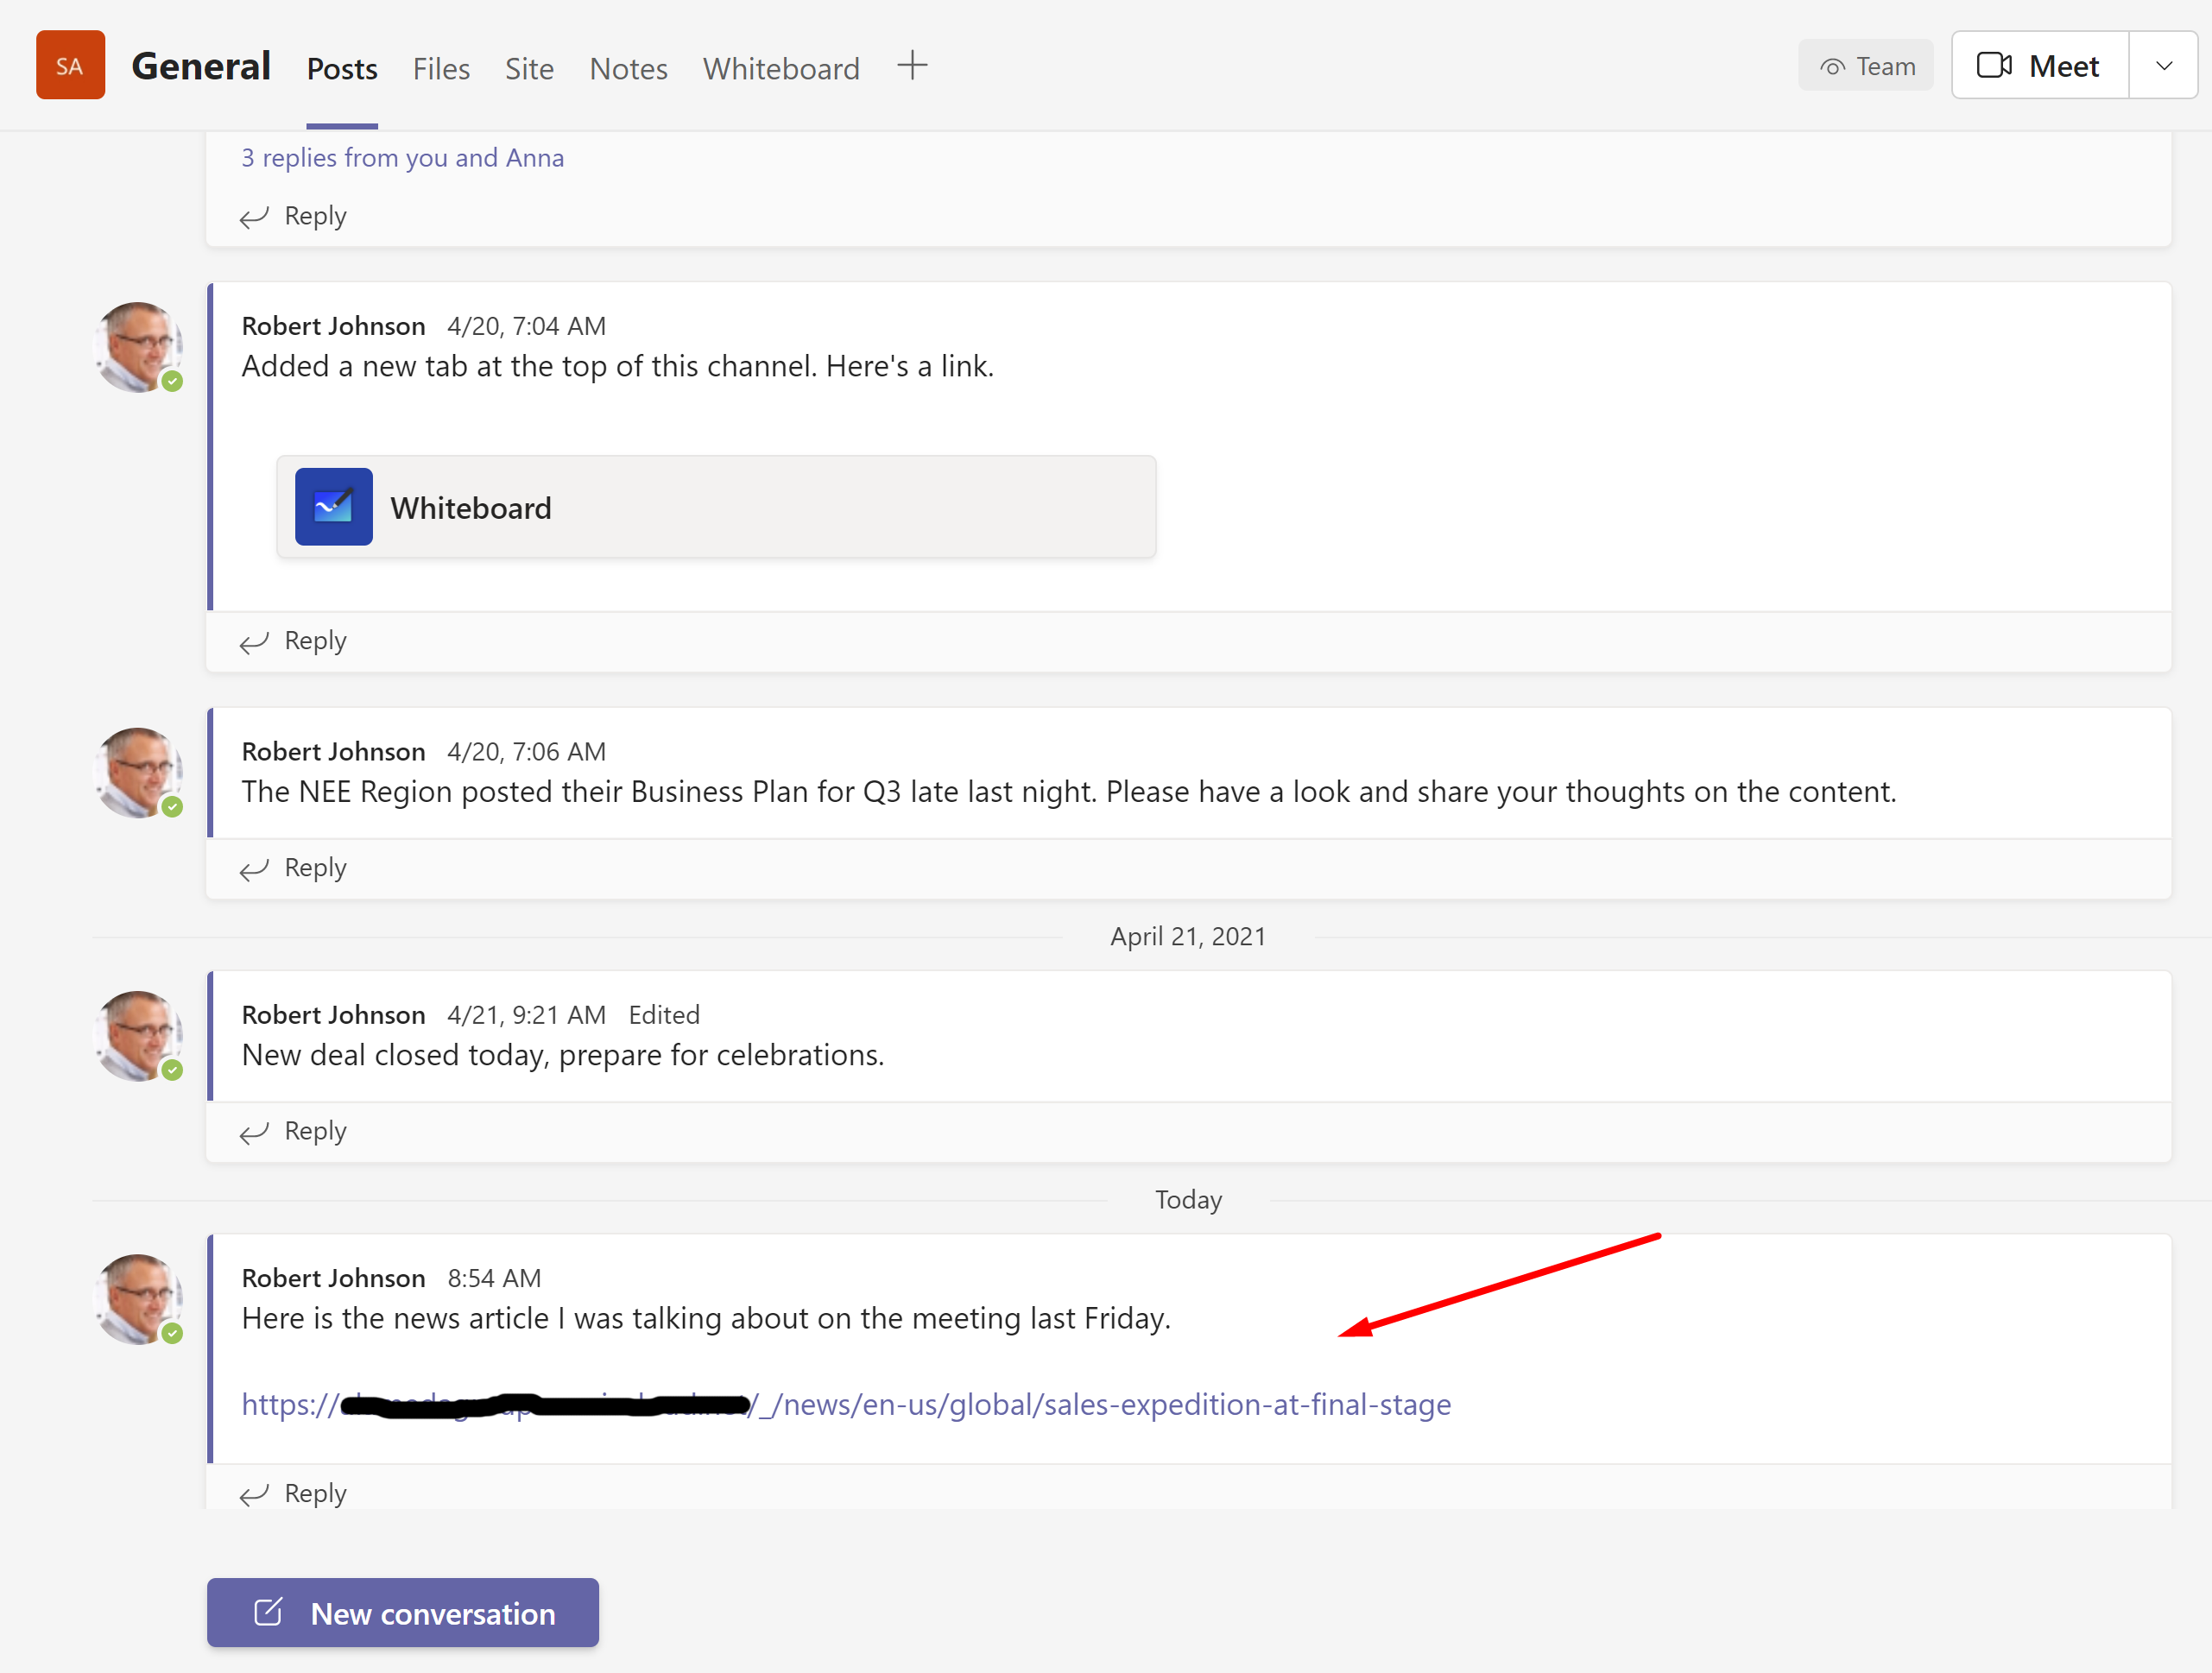 SA General Posts Files Site Notes Whiteboard Team Meet
3 replies from you and Anna
Reply
Robert Johnson 4/20, 7:04 AM
Added a new tab at the top of this channel. Here's a link.
Whiteboard
Reply
Robert Johnson 4/20, 7:06 AM
The NEE Region posted their Business Plan for Q3 late last night. Please have a look and share your thoughts on the content.
Reply
April 21, 2021
Robert Johnson 4/21, 9:21 AM Edited
New deal closed today, prepare for celebrations.
Reply
Today
Robert Johnson 8:54 AM
Here is the news article I was talking about on the meeting last Friday.
https:// /_/news/en-us/global/sales-expedition-at-final-stage
Reply
New conversation